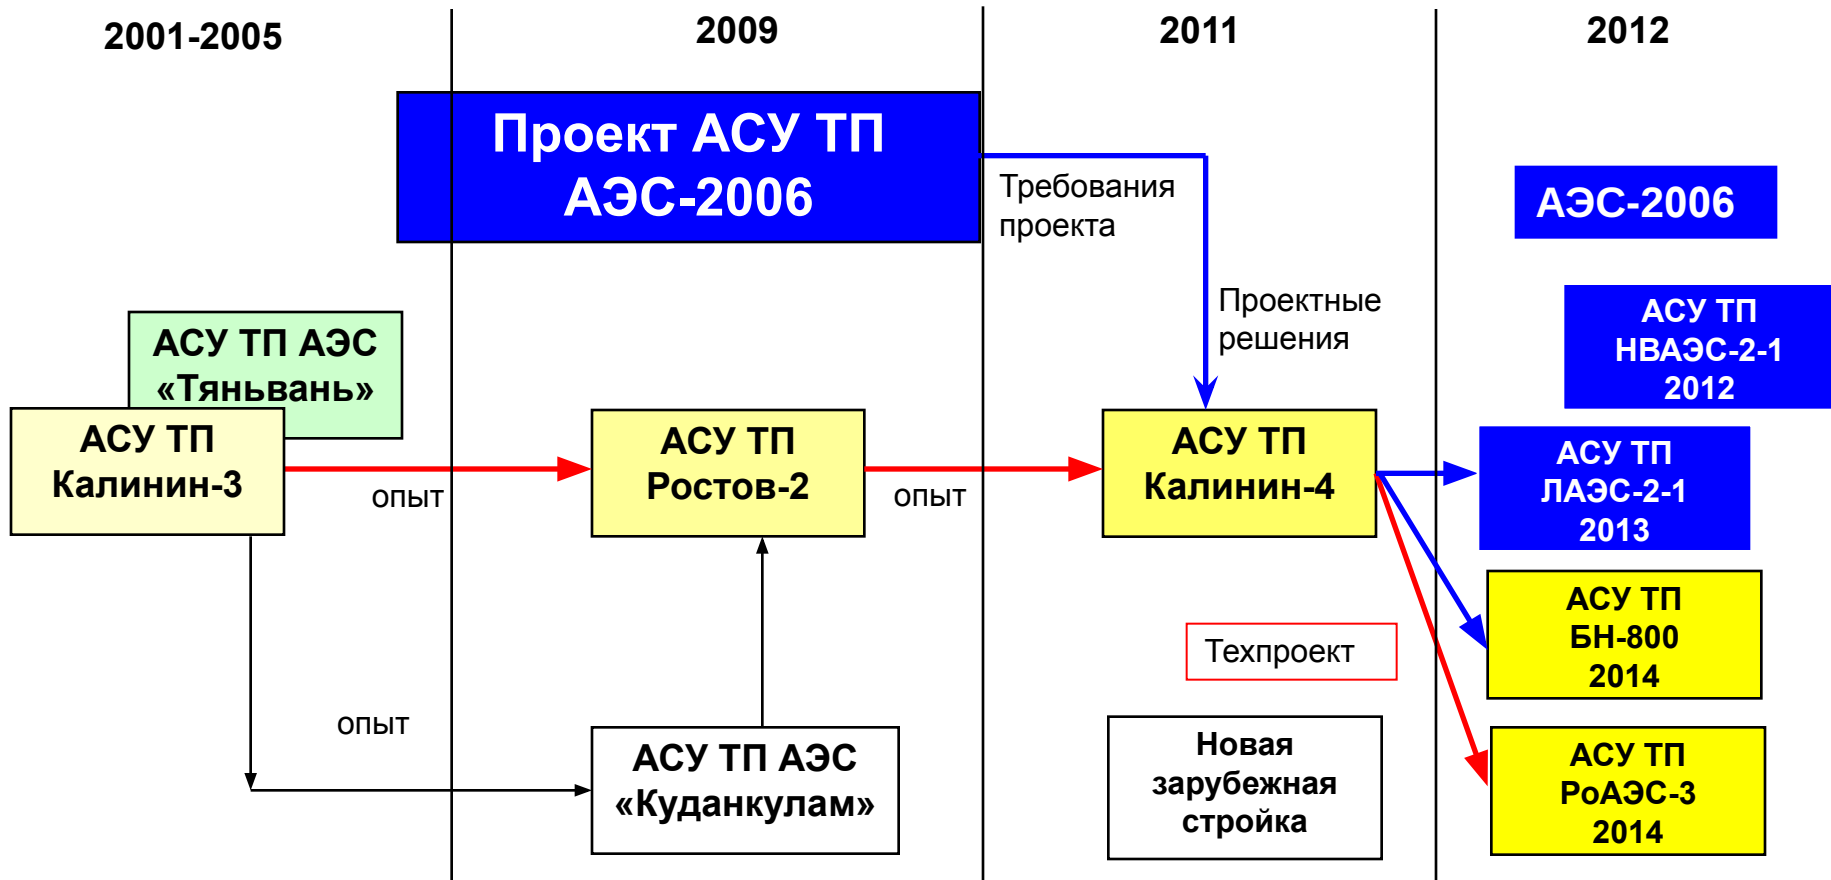 2001-2005
2009
2011
2012
Проект АСУ ТП
АЭС-2006
Требования
проекта
АЭС-2006
Проектные
решения
АСУ ТП
НВАЭС-2-1
2012
АСУ ТП АЭС
«Тяньвань»
АСУ ТП
Калинин-3
опыт
АСУ ТП
Ростов-2
опыт
АСУ ТП
Калинин-4
АСУ ТП
ЛАЭС-2-1
2013
АСУ ТП
БН-800
2014
Техпроект
опыт
АСУ ТП АЭС
«Куданкулам»
Новая
зарубежная
стройка
АСУ ТП
РоАЭС-3
2014